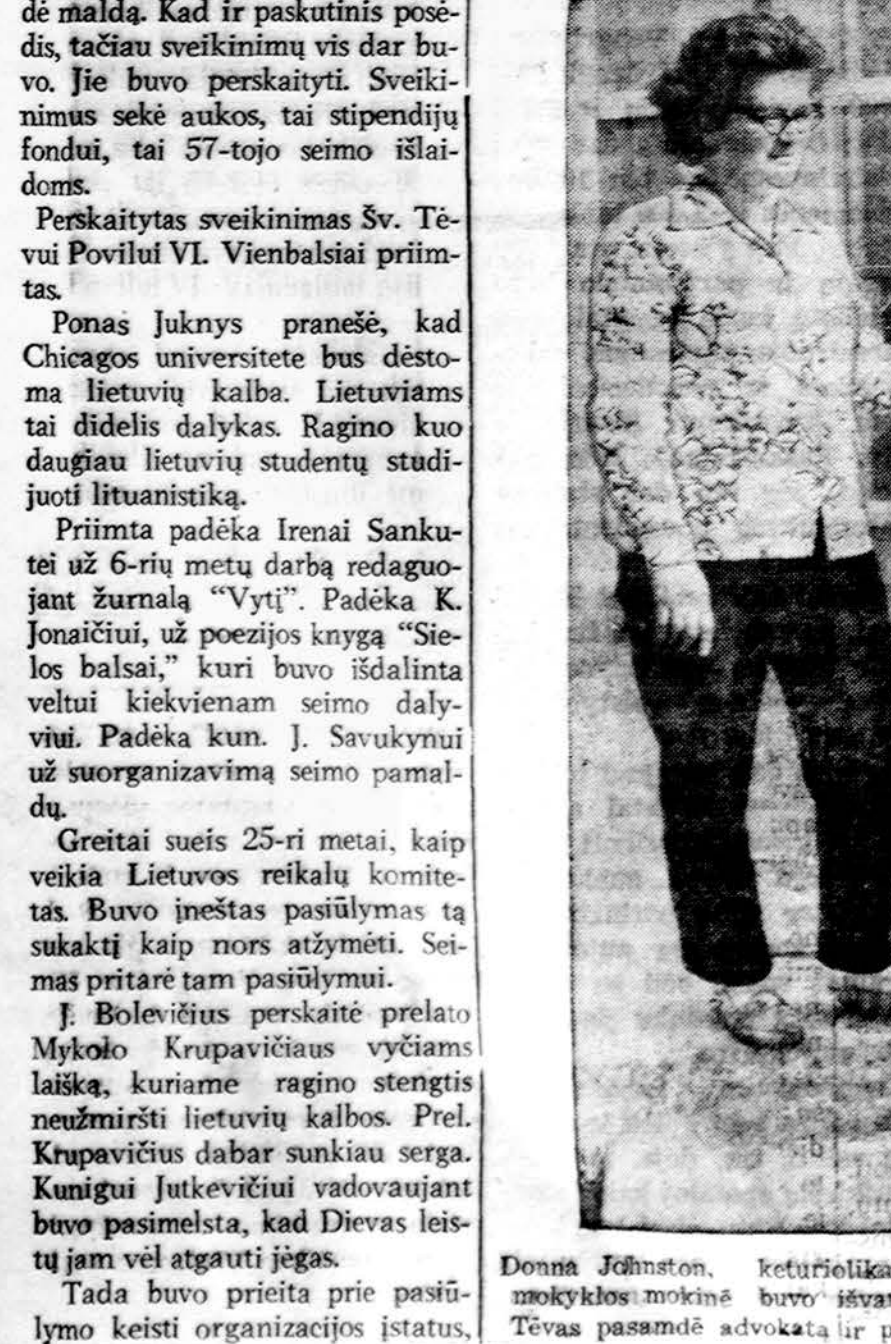 dė maldą. Kad ir paskutinis posė-
dis, tačiau sveikinimų vis dar bu-
vo. Jie buvo perskaityti. Sveiki-
nimus sekė aukos, tai stipendijų
fondui, tai 57-tojo seimo išlai-
doms.
Perskaitytas sveikinimas Šv. Tė-
vui Povilui VI. Vienbalsiai priim-
tas.
Ponas Juknys pranešė, kad
Chicagos universitete bus dėsto-
ma lietuvių kalba. Lietuviams
tai didelis dalykas. Ragino kuo
daugiau lietuvių studentų studi-
juoti lituanistiką.
Priimta padėka Irenai Sanku-
tei už 6-rių metų darbą redaguo-
jant žurnalą “Vytį”. Padėka K.
Jonaičiui, už poezijos knygą “Sie-
los balsai,” kuri buvo išdalinta
veltui kiekvienam seimo daly-
viui. Padėka kun. J. Savukynui
už suorganizavimą seimo pamal-
dų.
Greitai sueis 25-ri metai, kaip
veikia Lietuvos reikalų komite-
tas. Buvo įneštas pasiūlymas tą
sukaktį kaip nors atžymėti. Sei-
mas pritarė tam pasiūlymui.
J. Bolevičius perskaitė prelato
Mykolo Krupavičiaus vyčiams
laišką, kuriame ragino stengtis
neužmiršti lietuvių kalbos. Prel.
Krupavičius dabar sunkiau serga.
Kunigui Jutkevičiui vadovaujant
buvo pasimelsta, kad Dievas leis-
tų jam vėl atgauti jėgas.
Tada buvo prieita prie pasiū-
lymo keisti organizacijos įstatus,
Donna Johnston, keturiolika
mokyklos mokinė buvo išvar
Tėvas pasamdė advokatą ir